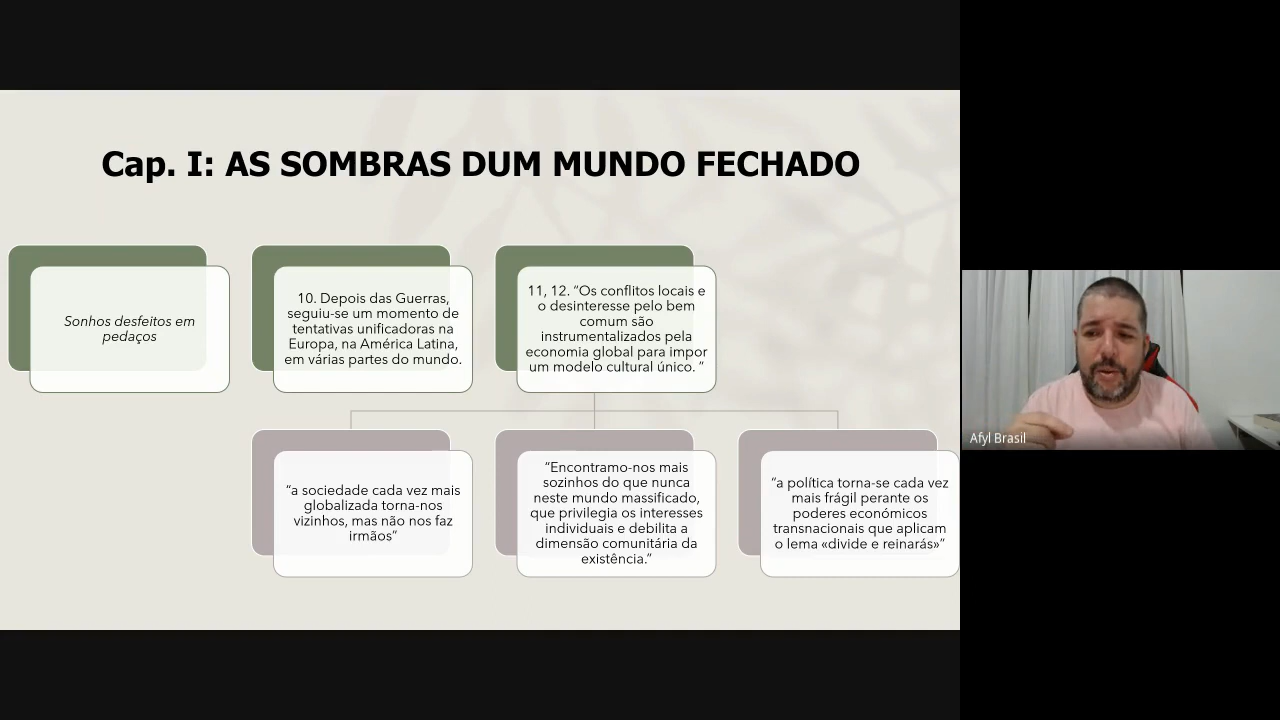 Cap. I: AS SOMBRAS DUM MUNDO FECHADO
Sonhos desfeitos em
pedaços
10. Depois das Guerras,
seguiu-se um momento de
tentativas unificadoras na
Europa, na América Latina,
em várias partes do mundo.
11, 12. “Os conflitos locais e
o desinteresse pelo bem
comum são
instrumentalizados pela
economia global para impor
um modelo cultural único. ”
“a sociedade cada vez mais
globalizada torna-nos
vizinhos, mas não nos faz
irmãos”
“Encontramo-nos mais
sozinhos do que nunca
neste mundo massificado,
que privilegia os interesses
individuais e debilita a
dimensão comunitária da
existência.”
“a política torna-se cada vez
mais frágil perante os
poderes económicos
transnacionais que aplicam
o lema «divide e reinarás»”
Afyl Brasil